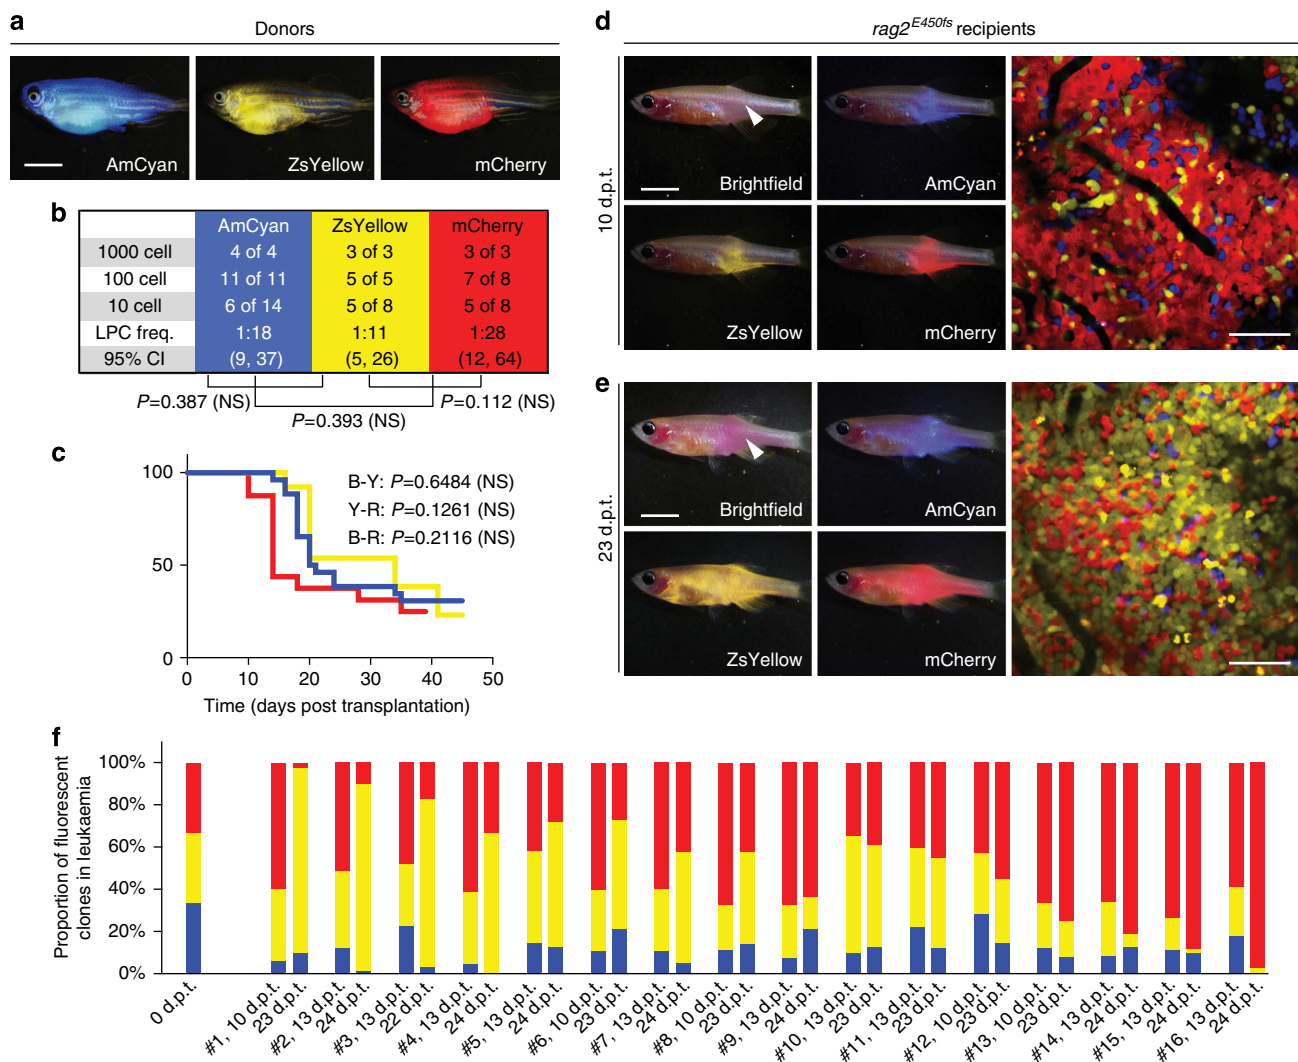 a
Donors
AmCyan
ZsYellow
mCherry
b
AmCyan ZsYellow mCherry
1000 cell 4 of 4 3 of 3 3 of 3
100 cell 11 of 11 5 of 5 7 of 8
10 cell 6 of 14 5 of 8 5 of 8
LPC freq. 1:18 1:11 1:28
95% CI (9, 37) (5, 26) (12, 64)
P=0.387 (NS)
P=0.393 (NS)
P=0.112 (NS)
c
100
50
0
B-Y: P=0.6484 (NS)
Y-R: P=0.1261 (NS)
B-R: P=0.2116 (NS)
0 10 20 30 40 50
Time (days post transplantation)
d
rag2E450fs recipients
10 d.p.t.
Brightfield
AmCyan
ZsYellow
mCherry
e
23 d.p.t.
Brightfield
AmCyan
ZsYellow
mCherry
f
Proportion of fluorescent
clones in leukaemia
100%
80%
60%
40%
20%
0%
0 d.p.t.
#1, 10 d.p.t.
23 d.p.t.
#2, 13 d.p.t.
24 d.p.t.
#3, 13 d.p.t.
22 d.p.t.
#4, 13 d.p.t.
24 d.p.t.
#5, 13 d.p.t.
24 d.p.t.
#6, 10 d.p.t.
23 d.p.t.
#7, 13 d.p.t.
24 d.p.t.
#8, 10 d.p.t.
23 d.p.t.
#9, 13 d.p.t.
24 d.p.t.
#10, 13 d.p.t.
23 d.p.t.
#11, 13 d.p.t.
23 d.p.t.
#12, 10 d.p.t.
23 d.p.t.
#13, 10 d.p.t.
23 d.p.t.
#14, 13 d.p.t.
24 d.p.t.
#15, 13 d.p.t.
24 d.p.t.
#16, 13 d.p.t.
24 d.p.t.